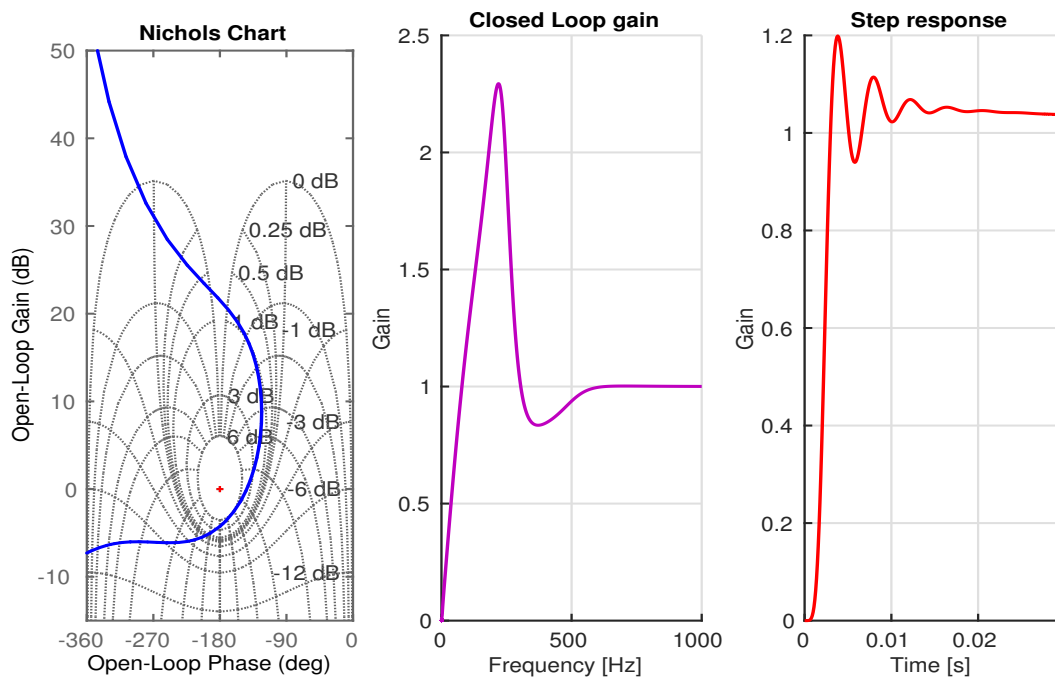 Nichols Chart
Open-Loop Gain (dB)
50
40
30
20
10
0
-10
0 dB
0.25 dB
0.5 dB
1 dB
-1 dB
3 dB
-3 dB
6 dB
-6 dB
-12 dB
-360
-270
-180
-90
0
Open-Loop Phase (deg)
Closed Loop gain
Gain
2.5
2
1.5
1
0.5
0
0
500
1000
Frequency [Hz]
Step response
Gain
1.2
1
0.8
0.6
0.4
0.2
0
0
0.01
0.02
Time [s]